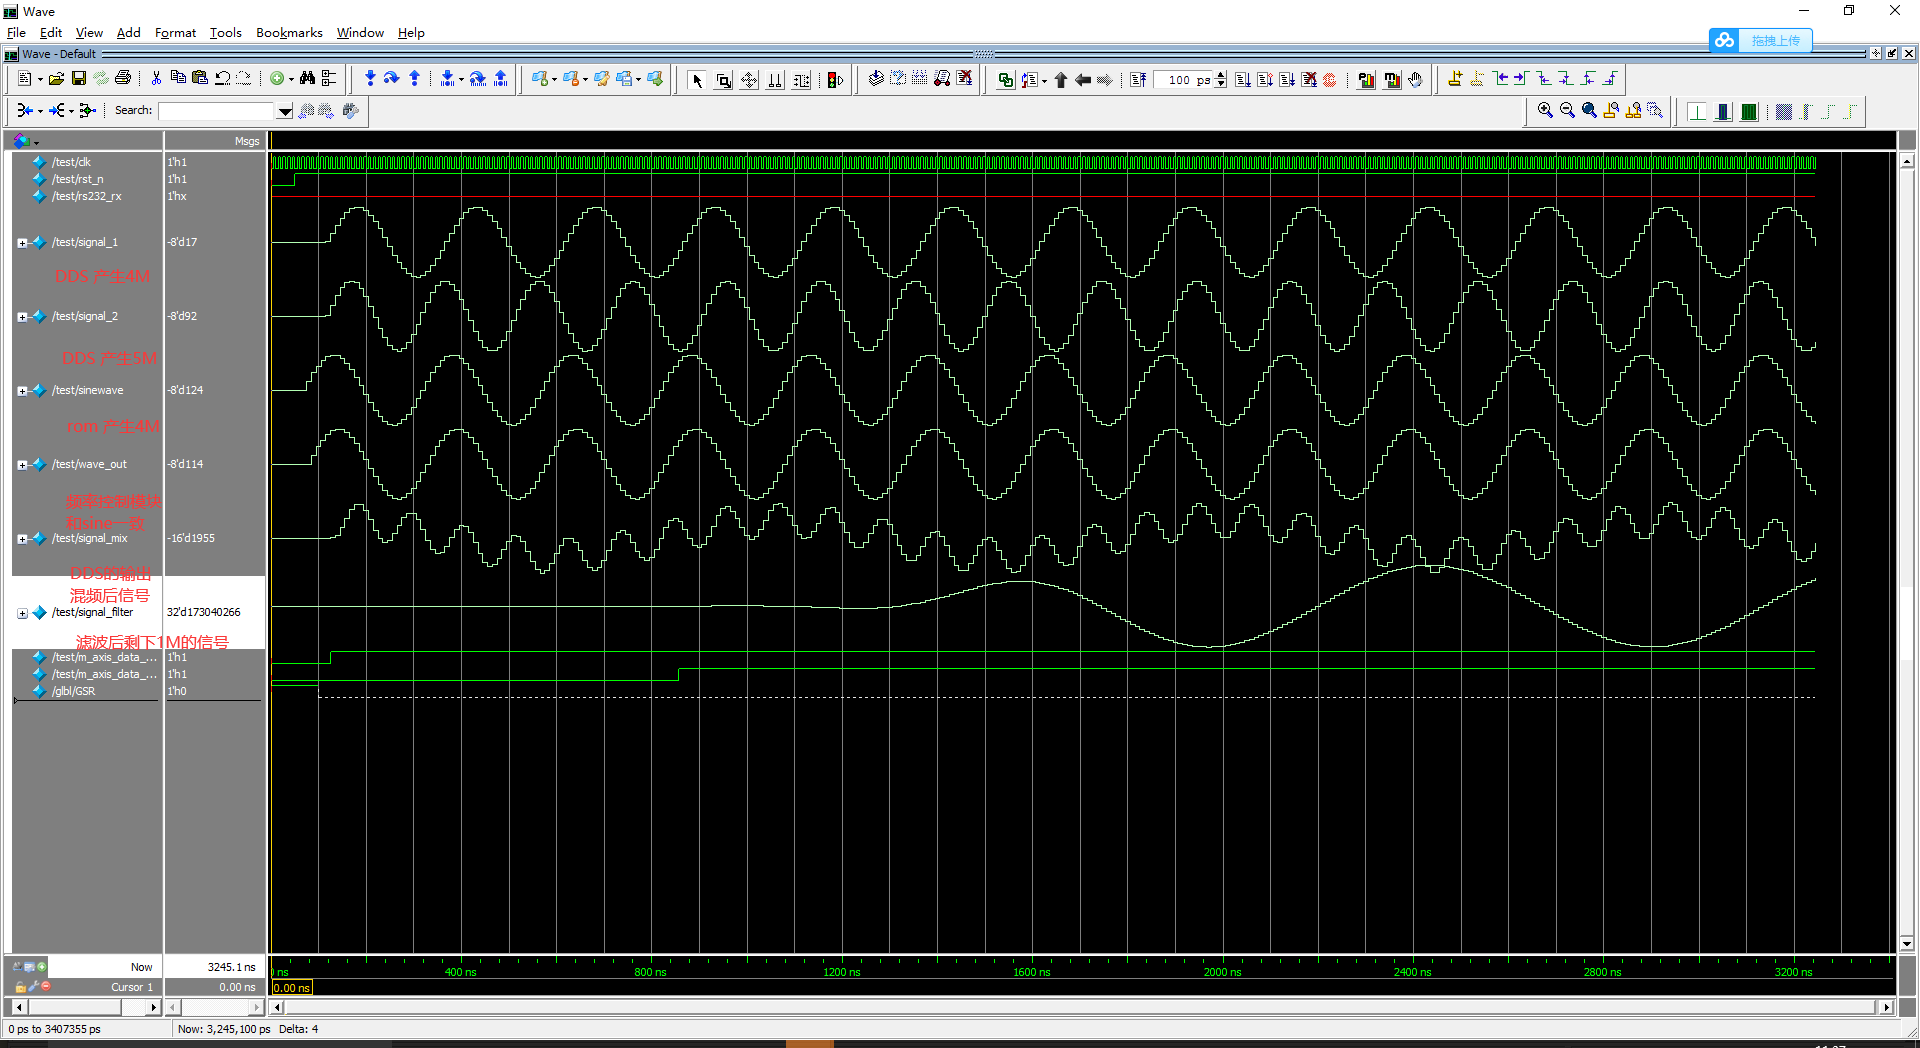 Wave
File Edit View Add Format Tools Bookmarks Window Help
拖拽上传
Wave - Default
100 ps
Search:
Msgs
/test/clk 1'h1
/test/rst_n 1'h1
/test/rs232_rx 1'hx
/test/signal_1 -8'd17
DDS 产生4M
/test/signal_2 -8'd92
DDS 产生5M
/test/sinewave -8'd124
rom 产生4M
/test/wave_out -8'd114
频率控制模块
和sine一致
/test/signal_mix -16'd1955
DDS的输出
混频后信号
/test/signal_filter 32'd173040266
滤波后剩下1M的信号
/test/m_axis_data_... 1'h1
/test/m_axis_data_... 1'h1
/glbl/GSR 1'h0
Now 3245.1 ns
ns 400 ns 800 ns 1200 ns 1600 ns 2000 ns 2400 ns 2800 ns 3200 ns
Cursor 1 0.00 ns
0.00 ns
0 ps to 3407355 ps Now: 3,245,100 ps Delta: 4